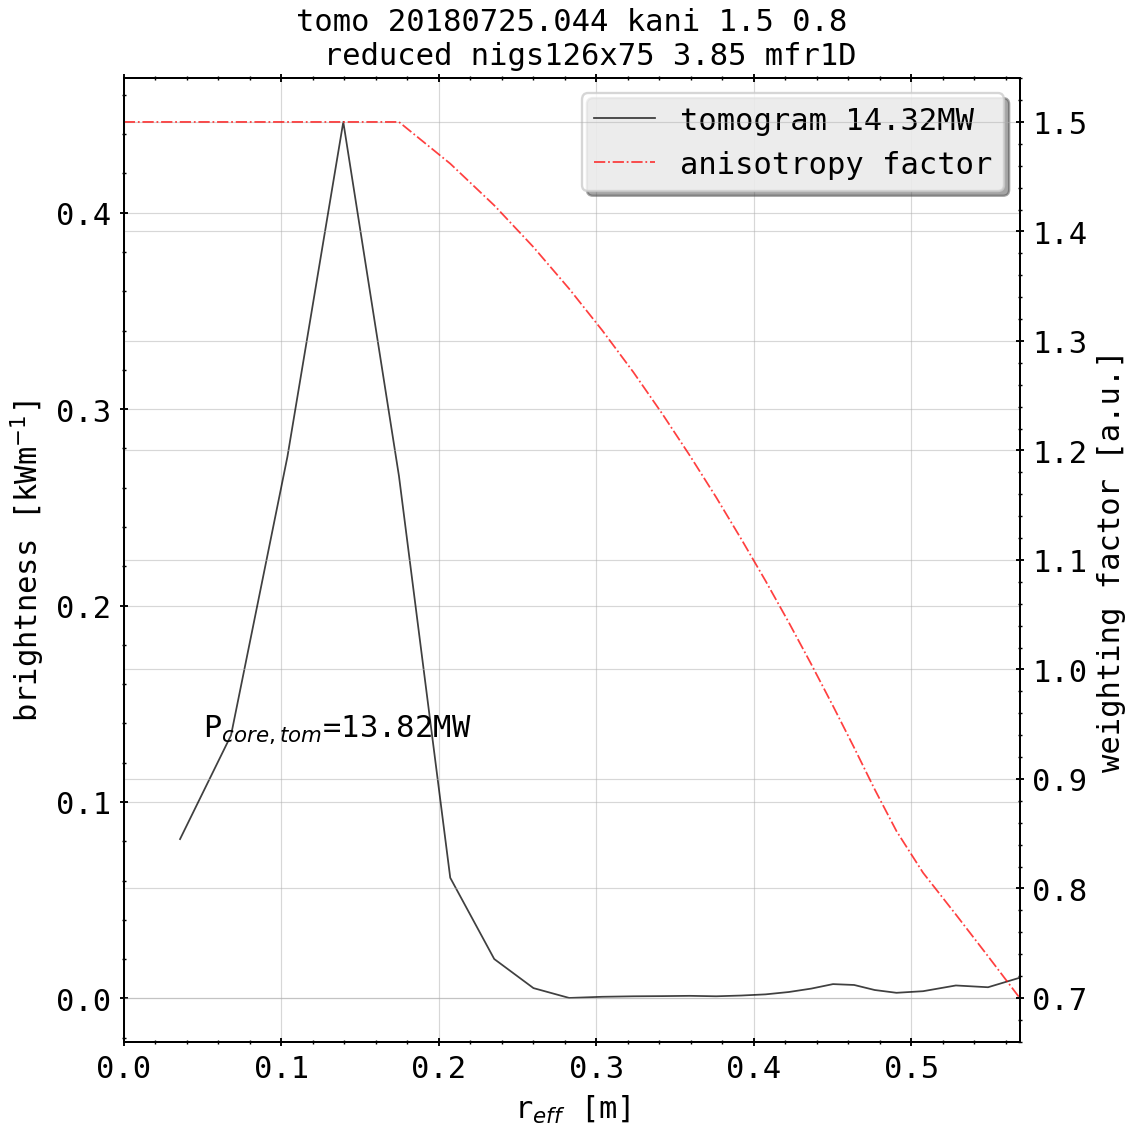 tomo 20180725.044 kani 1.5 0.8
reduced nigs126x75 3.85 mfr1D
tomogram 14.32MW
anisotropy factor
brightness [kWm⁻¹]
0.4
0.3
0.2
0.1
0.0
P_core,tom=13.82MW
1.5
1.4
1.3
1.2
1.1
1.0
0.9
0.8
0.7
weighting factor [a.u.]
0.0 0.1 0.2 0.3 0.4 0.5
r_eff [m]